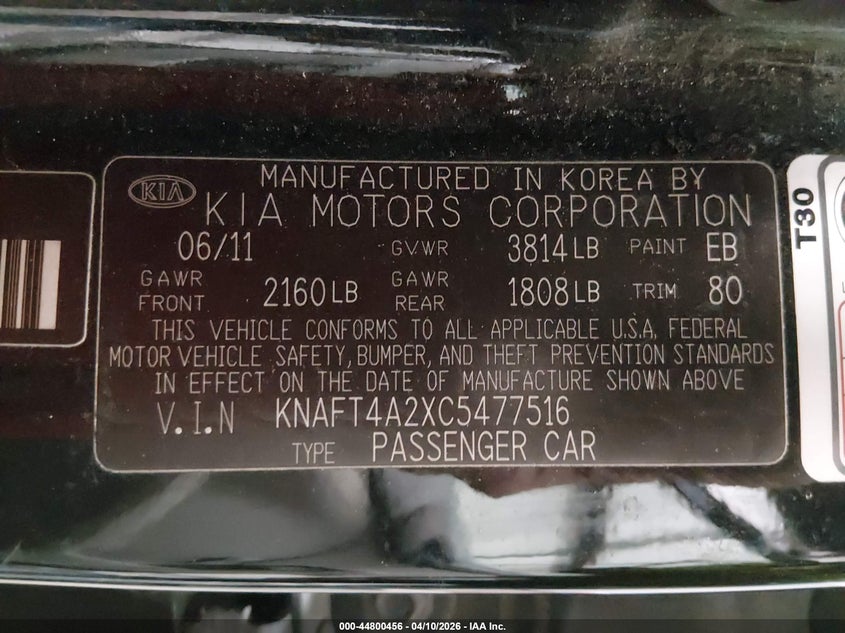 KIA
MANUFACTURED IN KOREA BY
KIA MOTORS CORPORATION
06/11 GVWR 3814LB PAINT EB
GAWR FRONT 2160LB GAWR REAR 1808LB TRIM 80
THIS VEHICLE CONFORMS TO ALL APPLICABLE U.S.A. FEDERAL
MOTOR VEHICLE SAFETY, BUMPER, AND THEFT PREVENTION STANDARDS
IN EFFECT ON THE DATE OF MANUFACTURE SHOWN ABOVE
V.I.N KNAFT4A2XC5477516
TYPE PASSENGER CAR
T30
000-44800456 - 04/10/2026 - IAA Inc.